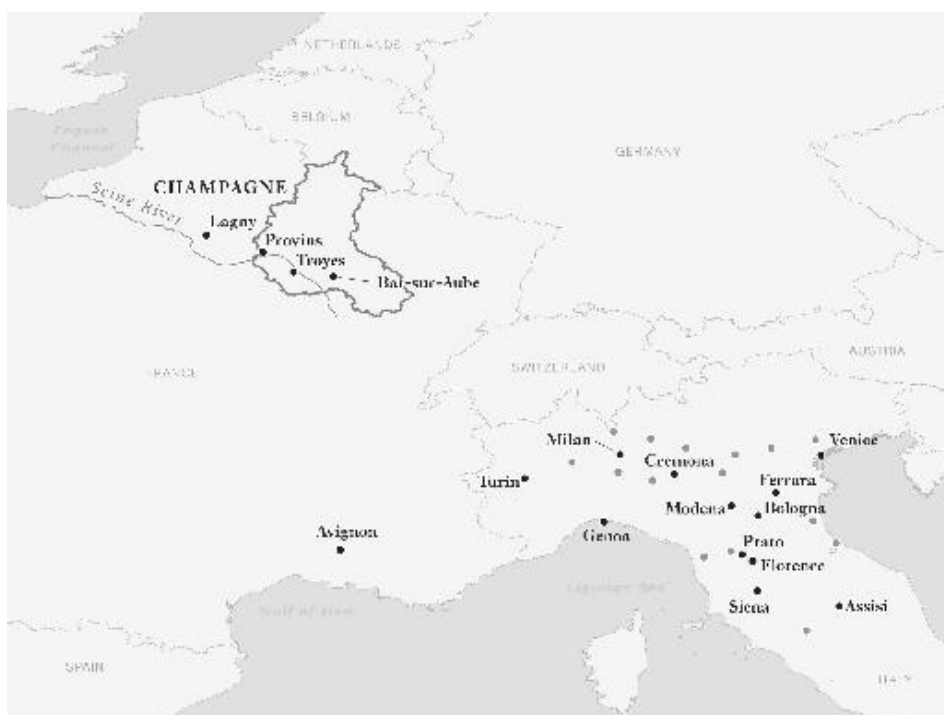 NETHERLANDS
BELGIUM
English
Channel
GERMANY
CHAMPAGNE
Seine River
Lagny
Provins
Troyes
Bar-sur-Aube
AUSTRIA
SWITZERLAND
FRANCE
Milan
Venice
Cremona
Turin
Ferrara
Modena
Bologna
Avignon
Genoa
Prato
Florence
Ligurian Sea
Gulf of Lion
Siena
Assisi
SPAIN
ITALY